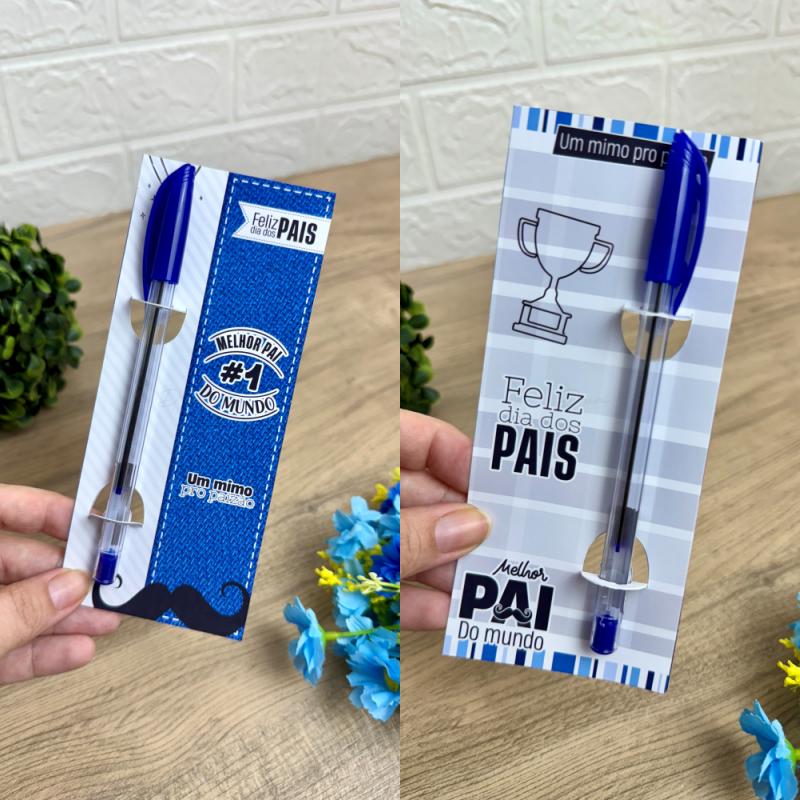 Feliz
dia dos
PAIS
MELHOR PAI
#1
DO MUNDO
Um mimo
pro paizão
Um mimo pro p
Feliz
dia dos
PAIS
Melhor
PAI
Do mundo